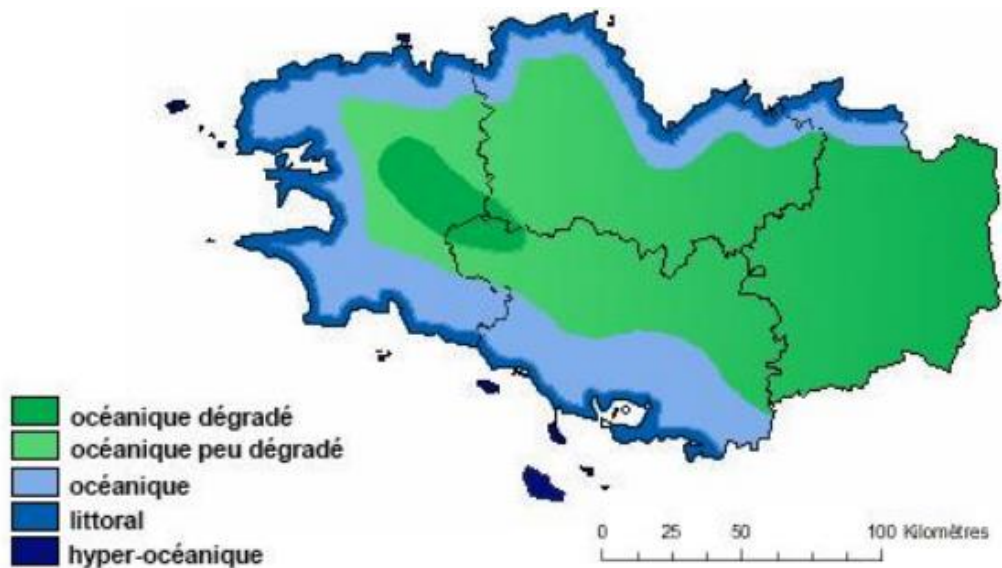 océanique dégradé
océanique peu dégradé
océanique
littoral
hyper-océanique
0 25 50 100 Kilomètres